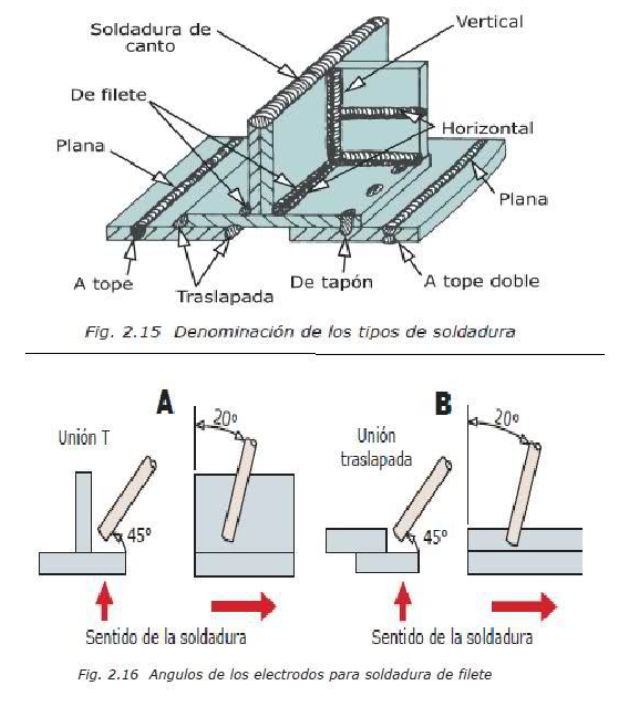 Soldadura de
canto
Vertical
De filete
Horizontal
Plana
Plana
A tope
Traslapada
De tapón
A tope doble
Fig. 2.15 Denominación de los tipos de soldadura
A
B
20º
20º
Unión T
Unión
traslapada
45º
45º
Sentido de la soldadura
Sentido de la soldadura
Fig. 2.16 Angulos de los electrodos para soldadura de filete